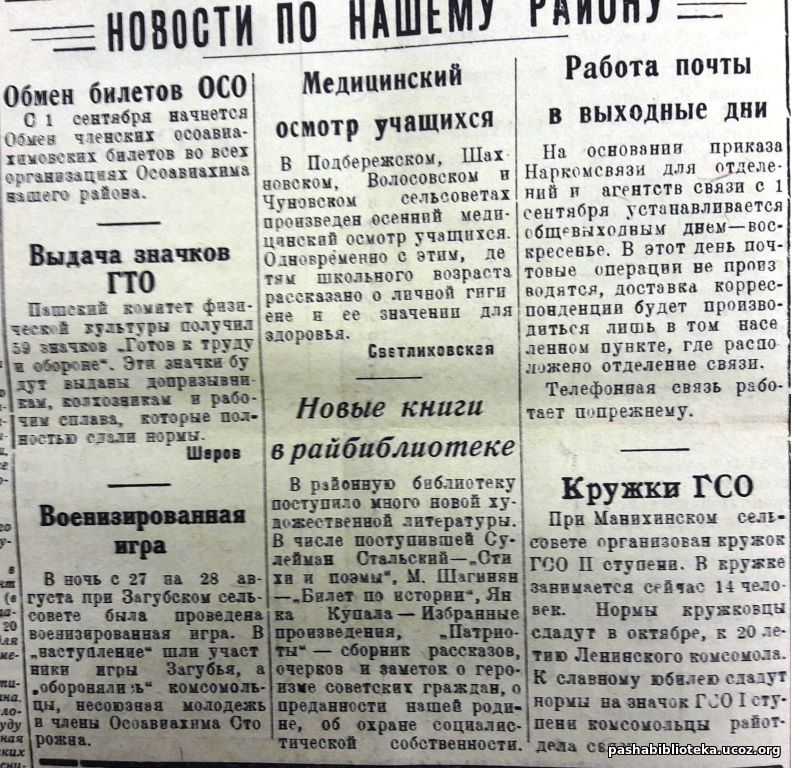 НОВОСТИ ПО НАШЕМУ РАЙОНУ
Обмен билетов ОСО
С 1 сентября начнется
Обмен членских осоавиа-
химовских билетов во всех
организациях Осоавиахима
нашего района.
Выдача значков
ГТО
Пашский комитет физи-
ческой культуры получил
59 значков „Готов к труду
и обороне“. Эти значки бу
дут выданы допризывни-
кам, колхозникам и рабо-
чим сплава, которые пол-
ностью сдали нормы.
Шаров
Военизированная
игра
В ночь с 27 на 28 ав-
густа при Загубском сель-
совете была проведена
военизированная игра. В
„наступление“ шли участ
ники игры Загубья, а
„оборонялись“ комсомоль-
цы, несоюзная молодежь
и члены Осоавиахима Сто
рожна.
Медицинский
осмотр учащихся
В Подбережском, Шах
новском, Волосовском и
Чуновском сельсоветах
произведен осенний меди-
цинский осмотр учащихся.
Одновременно с этим, де
тям школьного возраста
рассказано о личной гиги
ене и ее значении для
здоровья.
Светлиховская
Новые книги
в райбиблиотеке
В районную библиотеку
поступило много новой ху-
дожественной литературы.
В числе поступившей Су-
лейман Стальский—„Сти
хи и поэмы“, М. Шагинян
—„Билет по истории“, Ян
ка Купала—Избранные
произведения, „Патрио-
ты“—сборник рассказов,
очерков и заметок о геро-
изме советских граждан, о
преданности нашей роди-
не, об охране социалис-
тической собственности.
Работа почты
в выходные дни
На основании приказа
Наркомсвязи для отделе-
ний и агентств связи с 1
сентября устанавливается
общевыходным днем—вос-
кресенье. В этот день поч-
товые операции не произ
водятся, доставка коррес-
понденции будет произво-
диться лишь в том насе
ленном пункте, где распо-
ложено отделение связи.
Телефонная связь рабо-
тает попрежнему.
Кружки ГСО
При Манихинском сель-
совете организован кружок
ГСО II ступени. В кружке
занимается сейчас 14 чело-
век. Нормы кружковцы
сдадут в октябре, к 20 ле-
тию Ленинского комсомола.
К славному юбилею сдадут
нормы на значок ГСО I сту
пени комсомольцы райот-
дела
pashabiblioteka.ucoz.org